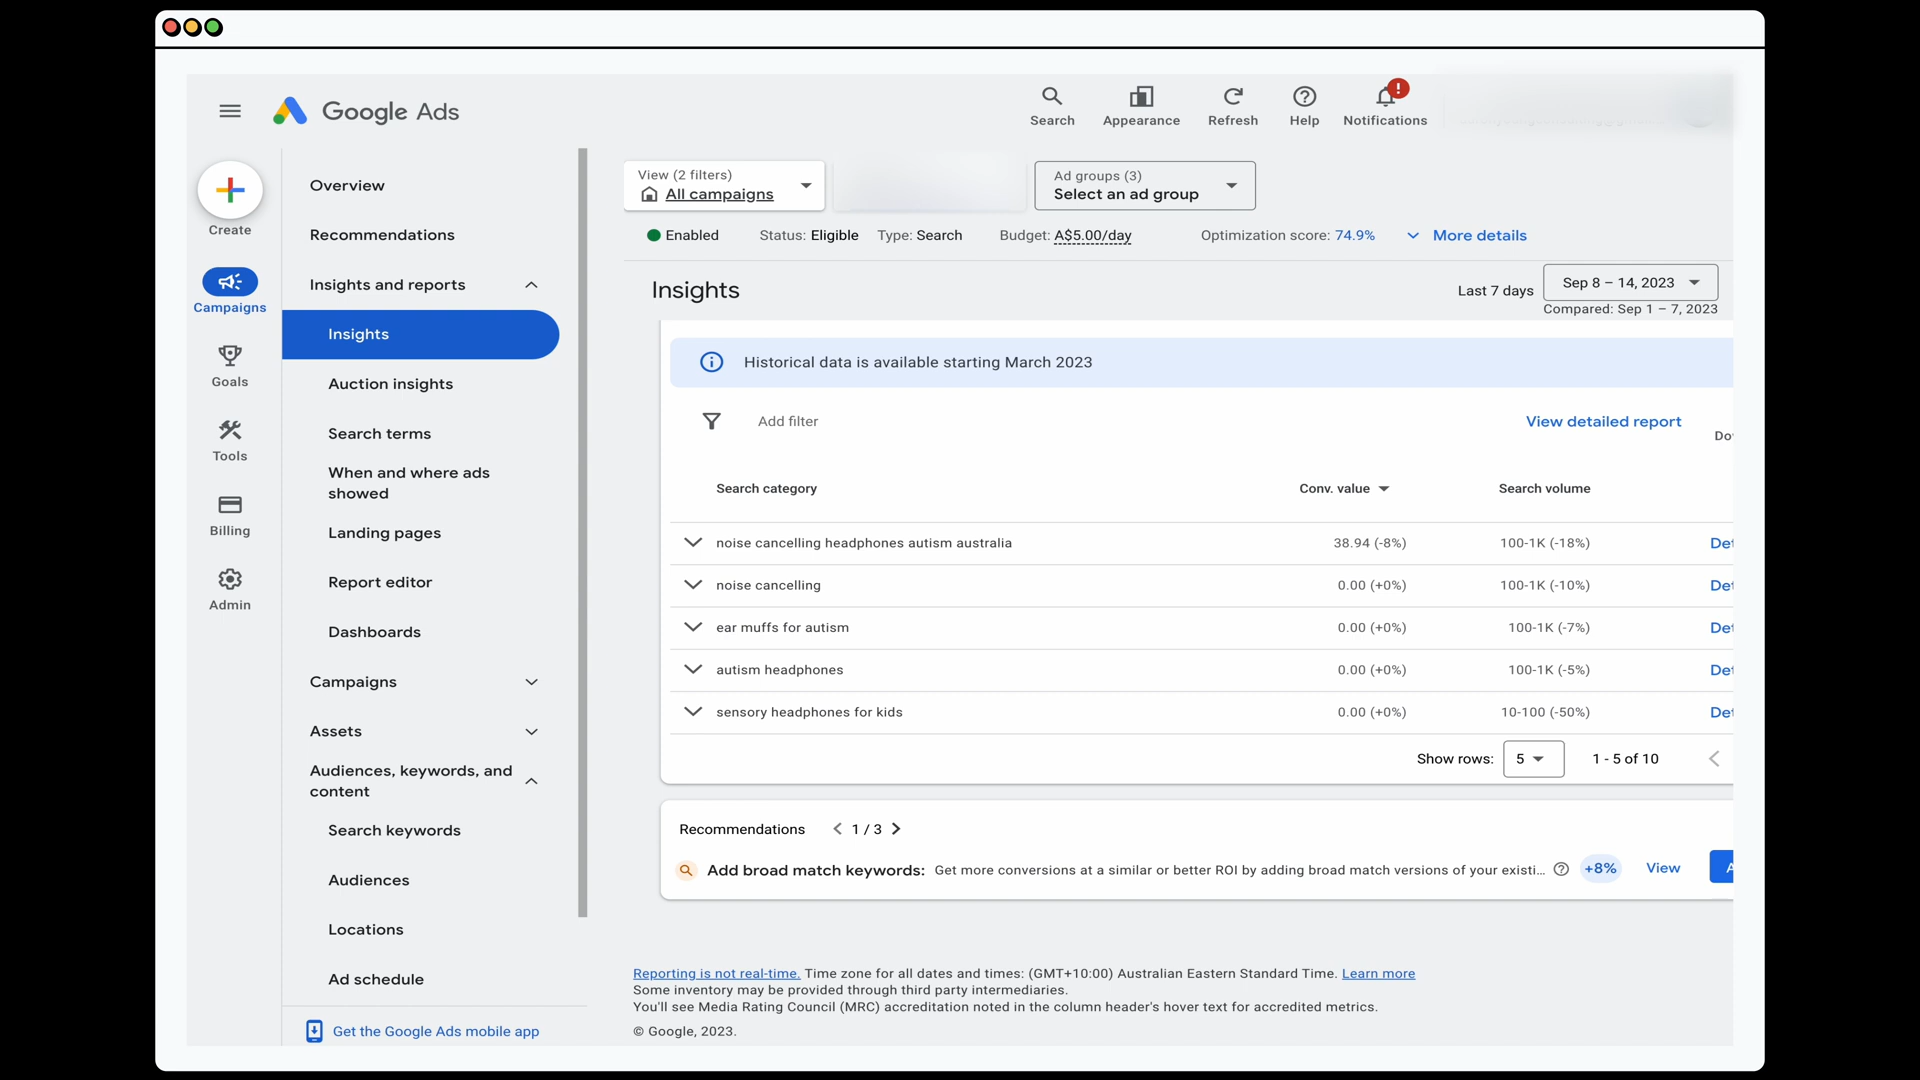 Google Ads
Search
Appearance
Refresh
Help
!
Notifications
Create
Campaigns
Goals
Tools
Billing
Admin
Overview
Recommendations
Insights and reports
Insights
Auction insights
Search terms
When and where ads
showed
Landing pages
Report editor
Dashboards
Campaigns
Assets
Audiences, keywords, and
content
Search keywords
Audiences
Locations
Ad schedule
Get the Google Ads mobile app
View (2 filters)
All campaigns
Ad groups (3)
Select an ad group
Enabled Status: Eligible Type: Search Budget: A$5.00/day Optimization score: 74.9% More details
Insights
Last 7 days Sep 8 – 14, 2023
Compared: Sep 1 – 7, 2023
Historical data is available starting March 2023
Add filter
View detailed report
Search category Conv. value Search volume
noise cancelling headphones autism australia 38.94 (-8%) 100-1K (-18%)
noise cancelling 0.00 (+0%) 100-1K (-10%)
ear muffs for autism 0.00 (+0%) 100-1K (-7%)
autism headphones 0.00 (+0%) 100-1K (-5%)
sensory headphones for kids 0.00 (+0%) 10-100 (-50%)
Show rows: 5 1 - 5 of 10
Recommendations 1 / 3
Add broad match keywords: Get more conversions at a similar or better ROI by adding broad match versions of your existi... +8% View
Reporting is not real-time. Time zone for all dates and times: (GMT+10:00) Australian Eastern Standard Time. Learn more
Some inventory may be provided through third party intermediaries.
You'll see Media Rating Council (MRC) accreditation noted in the column header's hover text for accredited metrics.
© Google, 2023.